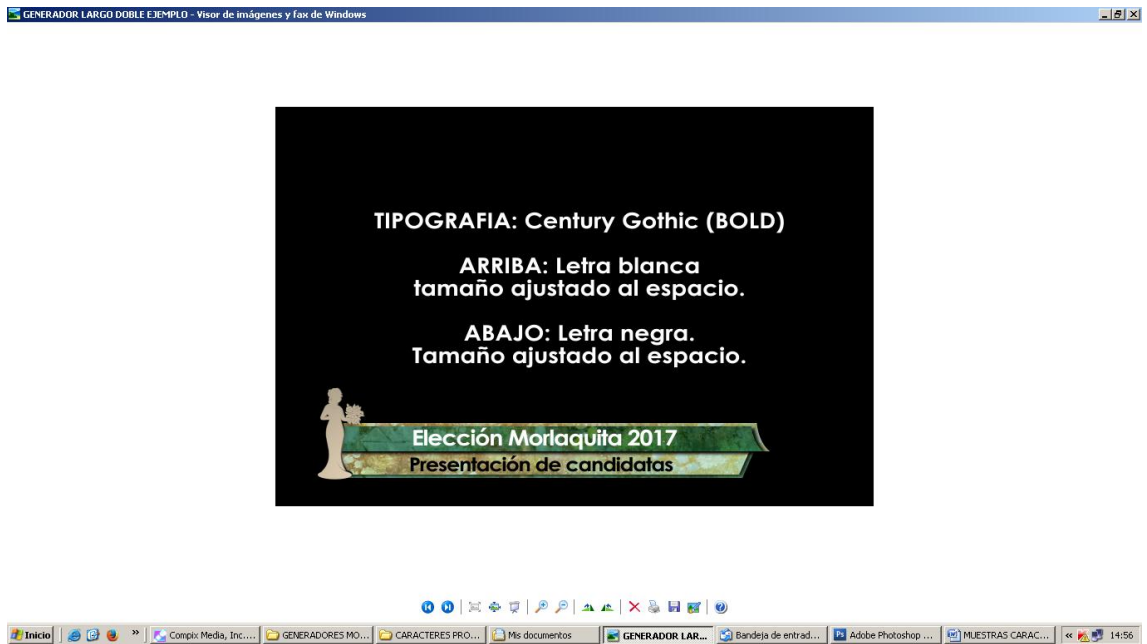 GENERADOR LARGO DOBLE EJEMPLO - Visor de imágenes y fax de Windows
TIPOGRAFIA: Century Gothic (BOLD)
ARRIBA: Letra blanca
tamaño ajustado al espacio.
ABAJO: Letra negra.
Tamaño ajustado al espacio.
Elección Morlaquita 2017
Presentación de candidatas
Inicio
Compix Media, Inc....
GENERADORES MO...
CARACTERES PRO...
Mis documentos
GENERADOR LAR...
Bandeja de entrad...
Adobe Photoshop ...
MUESTRAS CARAC...
14:56